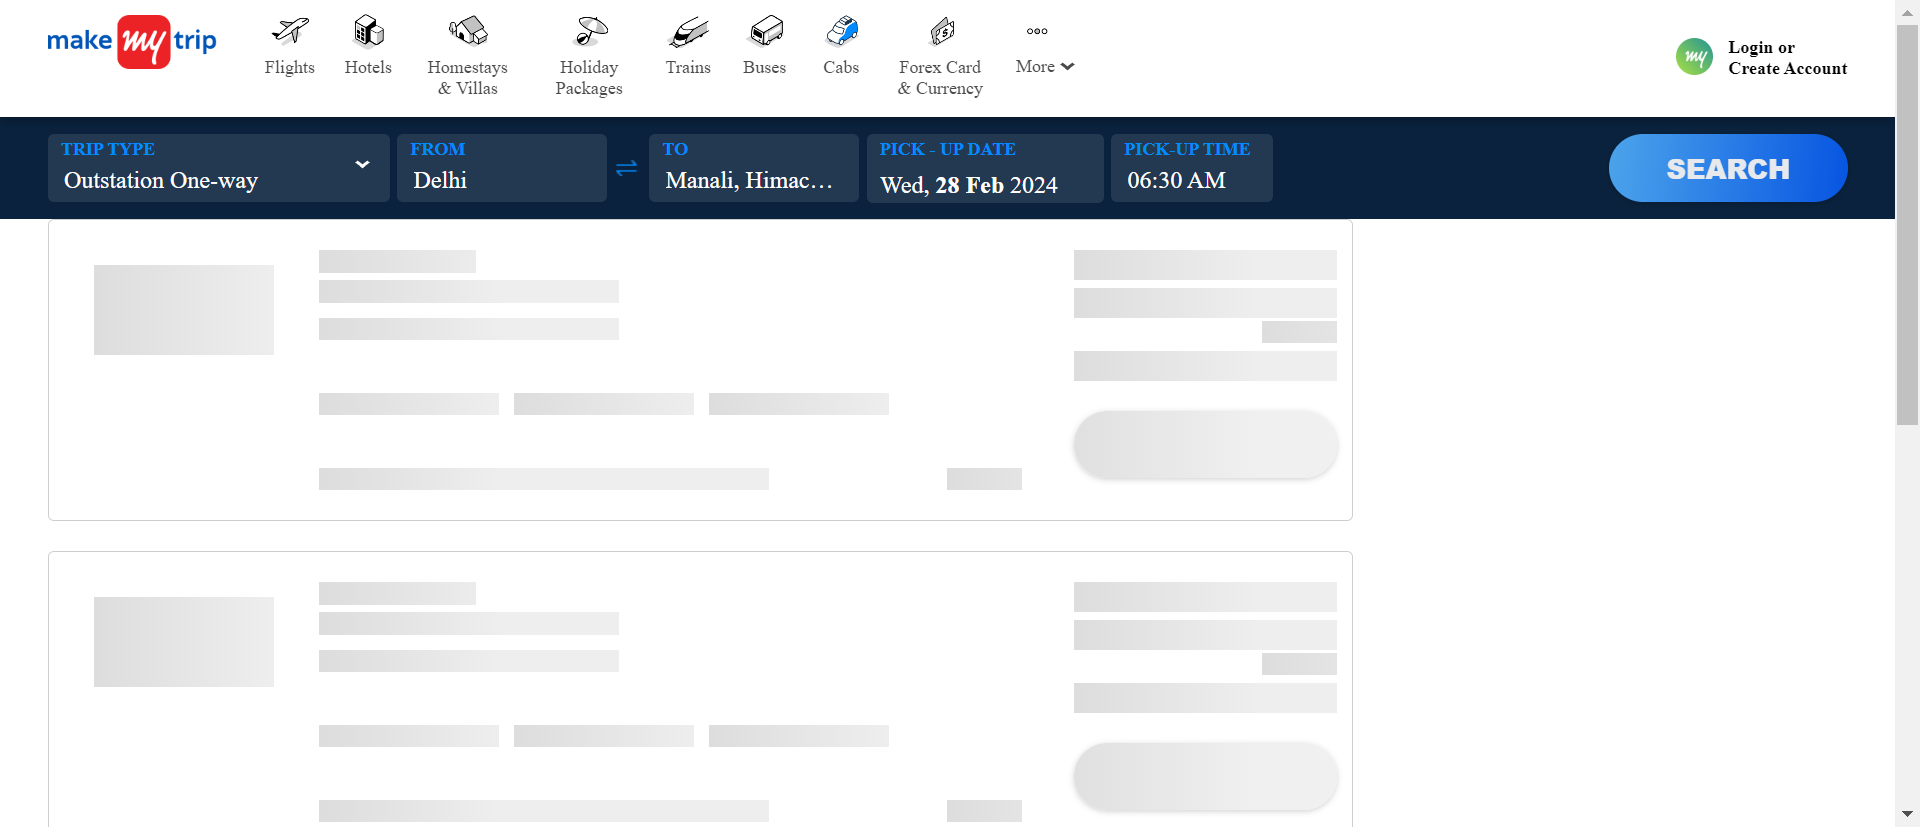 make my trip
Flights
Hotels
Homestays
& Villas
Holiday
Packages
Trains
Buses
Cabs
Forex Card
& Currency
More
my
Login or
Create Account
TRIP TYPE
Outstation One-way
FROM
Delhi
TO
Manali, Himac...
PICK - UP DATE
Wed, 28 Feb 2024
PICK-UP TIME
06:30 AM
SEARCH